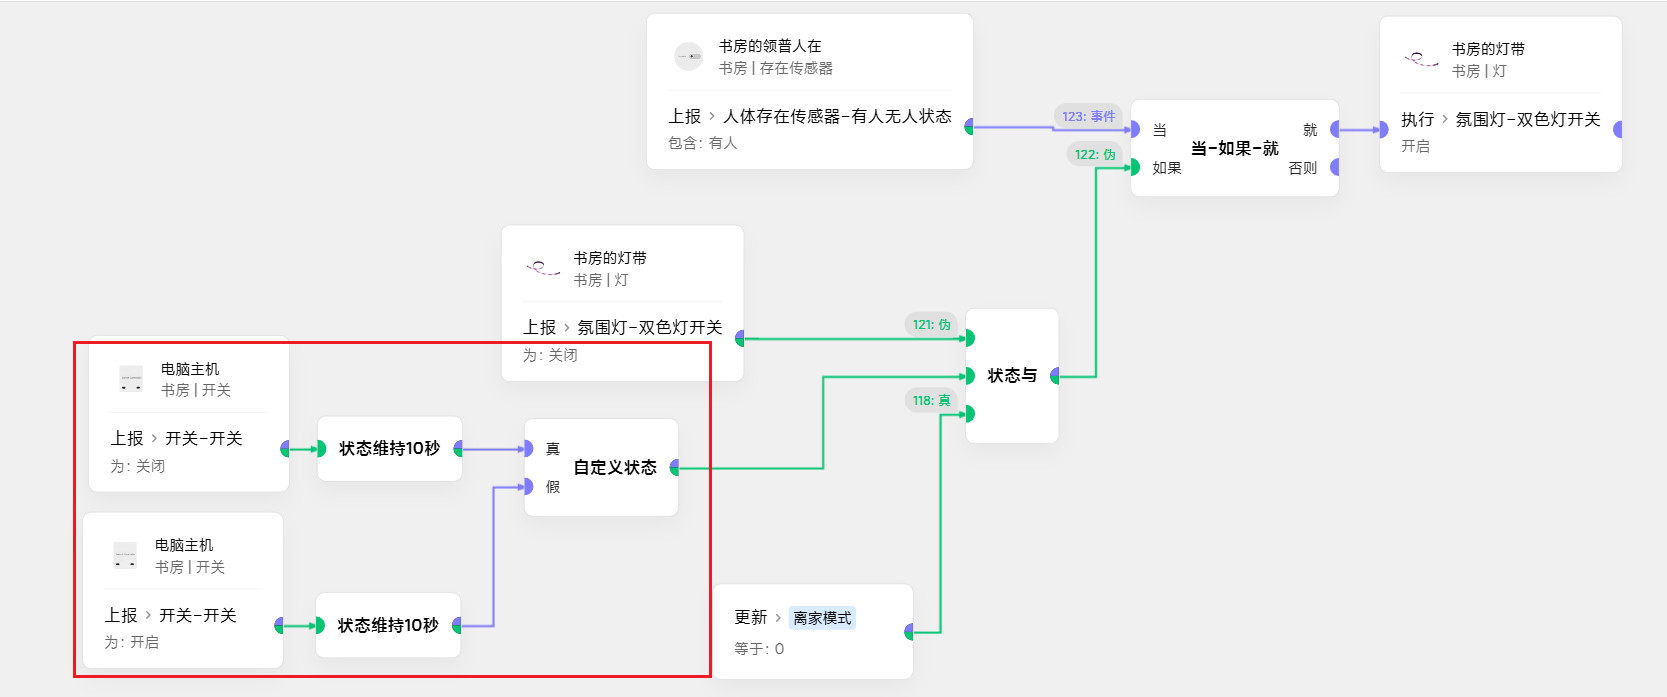 书房的领普人在
书房 | 存在传感器
上报 > 人体存在传感器-有人无人状态
包含: 有人
123: 事件
122: 伪
当
如果
当-如果-就
就
否则
书房的灯带
书房 | 灯
执行 > 氛围灯-双色灯开关
开启
书房的灯带
书房 | 灯
上报 > 氛围灯-双色灯开关
为: 关闭
121: 伪
118: 真
状态与
电脑主机
书房 | 开关
上报 > 开关-开关
为: 关闭
状态维持10秒
真
假
自定义状态
电脑主机
书房 | 开关
上报 > 开关-开关
为: 开启
状态维持10秒
更新 > 离家模式
等于: 0